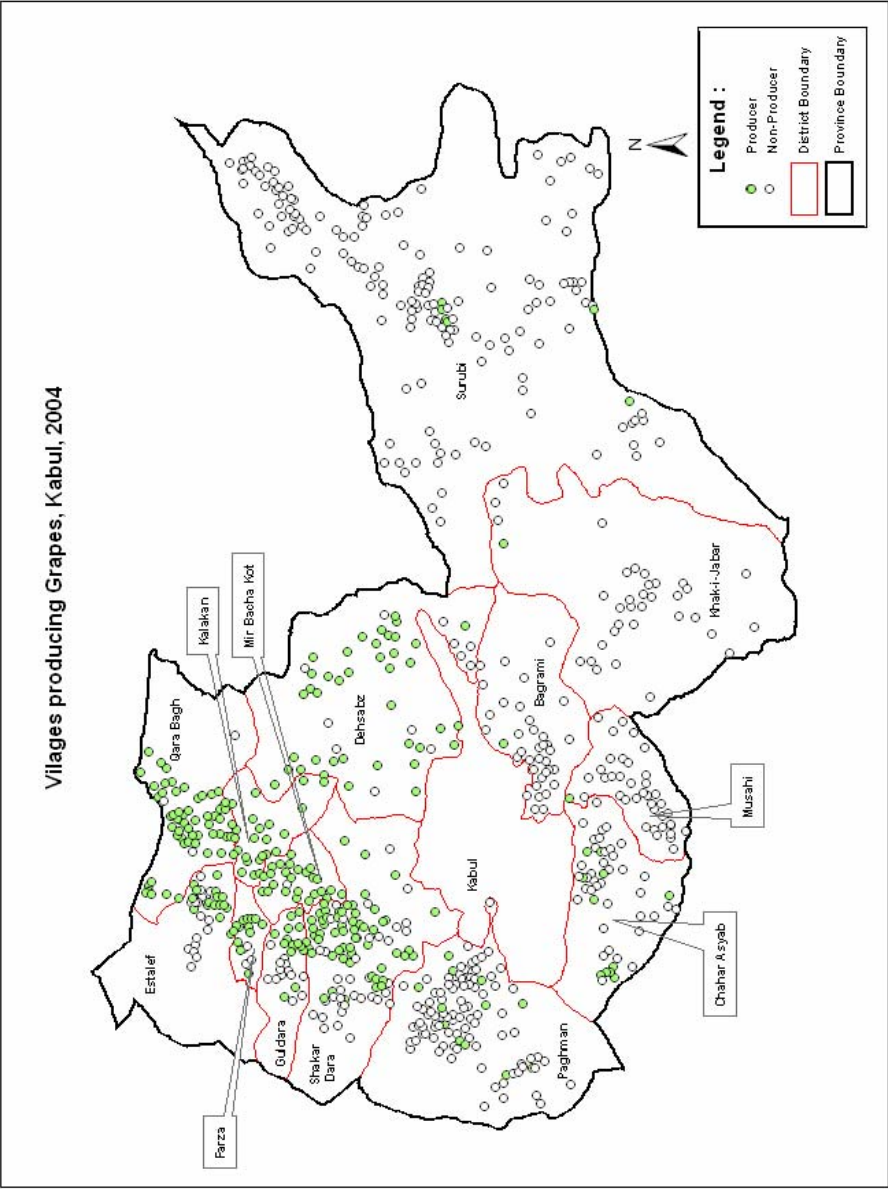 Villages producing Grapes, Kabul, 2004
Farza
Kalakan
Mir Bacha Kot
Estalef
Guldara
Shakar
Dara
Qara Bagh
Dehsabz
Paghman
Kabul
Bagrami
Surubi
Khak-i-Jabar
Chahar Asyab
Musahi
N
Legend :
Producer
Non-Producer
District Boundary
Province Boundary